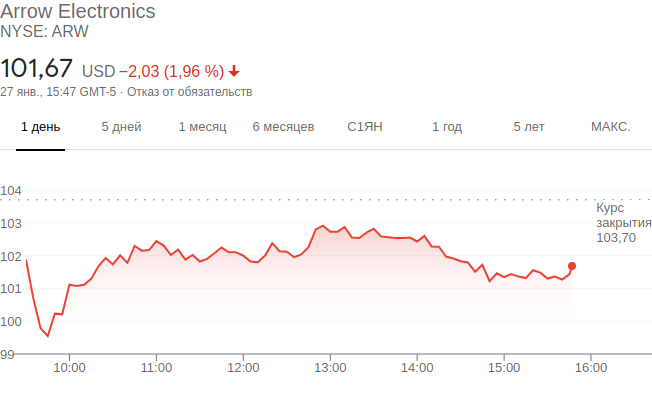 Arrow Electronics
NYSE: ARW
101,67 USD −2,03 (1,96 %)
27 янв., 15:47 GMT-5 · Отказ от обязательств
1 день 5 дней 1 месяц 6 месяцев С1ЯН 1 год 5 лет МАКС.
104
Курс
закрытия
103,70
103
102
101
100
99
10:00 11:00 12:00 13:00 14:00 15:00 16:00